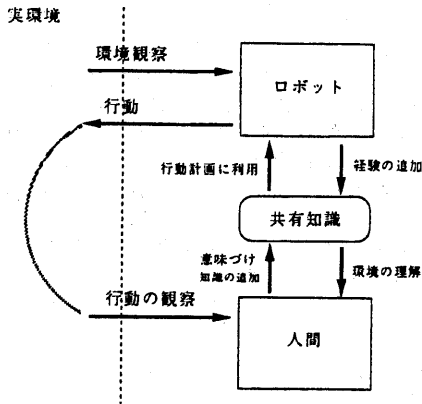 実環境
環境観察
ロボット
行動
行動計画に利用
経験の追加
共有知識
意味づけ
知識の追加
環境の理解
行動の観察
人間